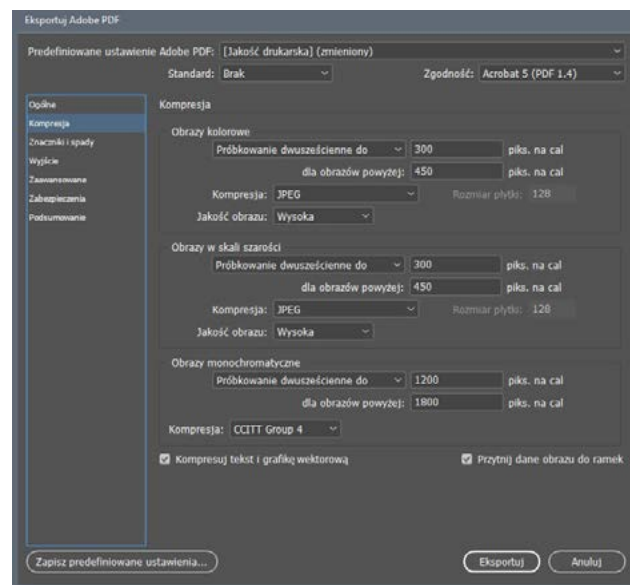 Eksportuj Adobe PDF
Predefiniowane ustawienie Adobe PDF: [Jakość drukarska] (zmieniony)
Standard: Brak Zgodność: Acrobat 5 (PDF 1.4)
Ogólne
Kompresja
Znaczniki i spady
Wyjście
Zaawansowane
Zabezpieczenia
Podsumowanie
Kompresja
Obrazy kolorowe
Próbkowanie dwusześcienne do 300 piks. na cal
dla obrazów powyżej: 450 piks. na cal
Kompresja: JPEG Rozmiar płytki: 128
Jakość obrazu: Wysoka
Obrazy w skali szarości
Próbkowanie dwusześcienne do 300 piks. na cal
dla obrazów powyżej: 450 piks. na cal
Kompresja: JPEG Rozmiar płytki: 128
Jakość obrazu: Wysoka
Obrazy monochromatyczne
Próbkowanie dwusześcienne do 1200 piks. na cal
dla obrazów powyżej: 1800 piks. na cal
Kompresja: CCITT Group 4
Kompresuj tekst i grafikę wektorową Przytnij dane obrazu do ramek
Zapisz predefiniowane ustawienia... Eksportuj Anuluj